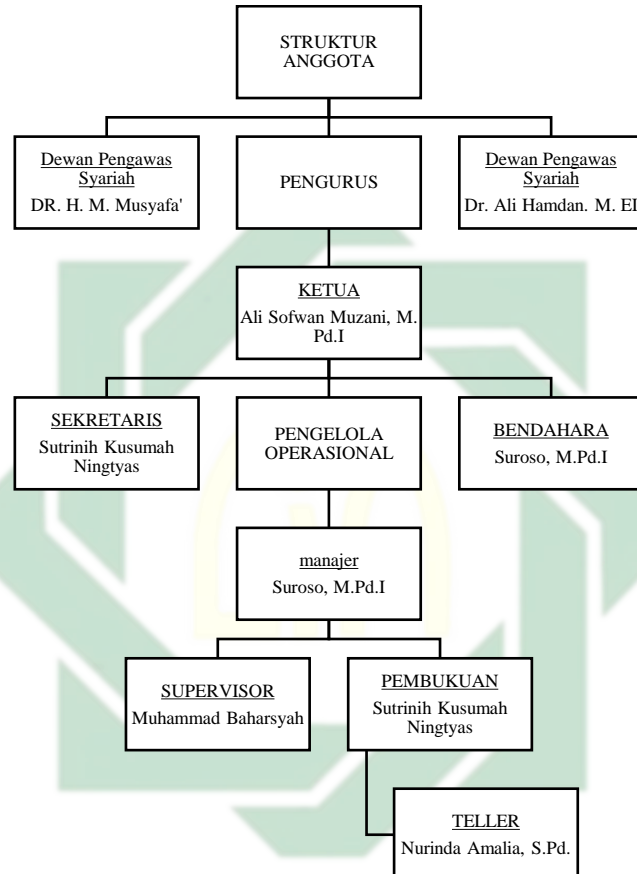 STRUKTUR
ANGGOTA
Dewan Pengawas
Syariah
DR. H. M. Musyafa'
PENGURUS
Dewan Pengawas
Syariah
Dr. Ali Hamdan. M. EI
KETUA
Ali Sofwan Muzani, M.
Pd.I
SEKRETARIS
Sutrinih Kusumah
Ningtyas
PENGELOLA
OPERASIONAL
BENDAHARA
Suroso, M.Pd.I
manajer
Suroso, M.Pd.I
SUPERVISOR
Muhammad Baharsyah
PEMBUKUAN
Sutrinih Kusumah
Ningtyas
TELLER
Nurinda Amalia, S.Pd.